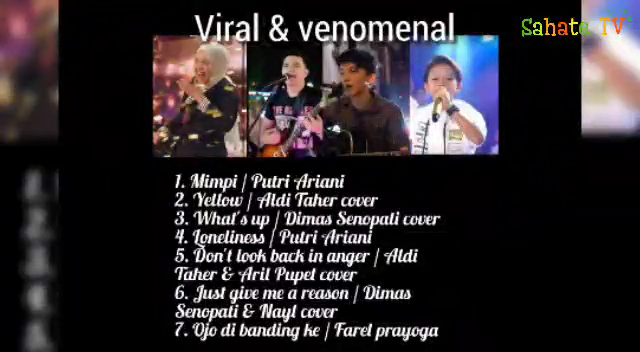 Viral & venomenal
Sahate TV
1. Mimpi / Putri Ariani
2. Yellow / Aldi Taher cover
3. What's up / Dimas Senopati cover
4. Loneliness / Putri Ariani
5. Don't look back in anger / Aldi
Taher & Aril Pupel cover
6. Just give me a reason / Dimas
Senopati & Nayl cover
7. Ojo di banding ke / Farel prayoga